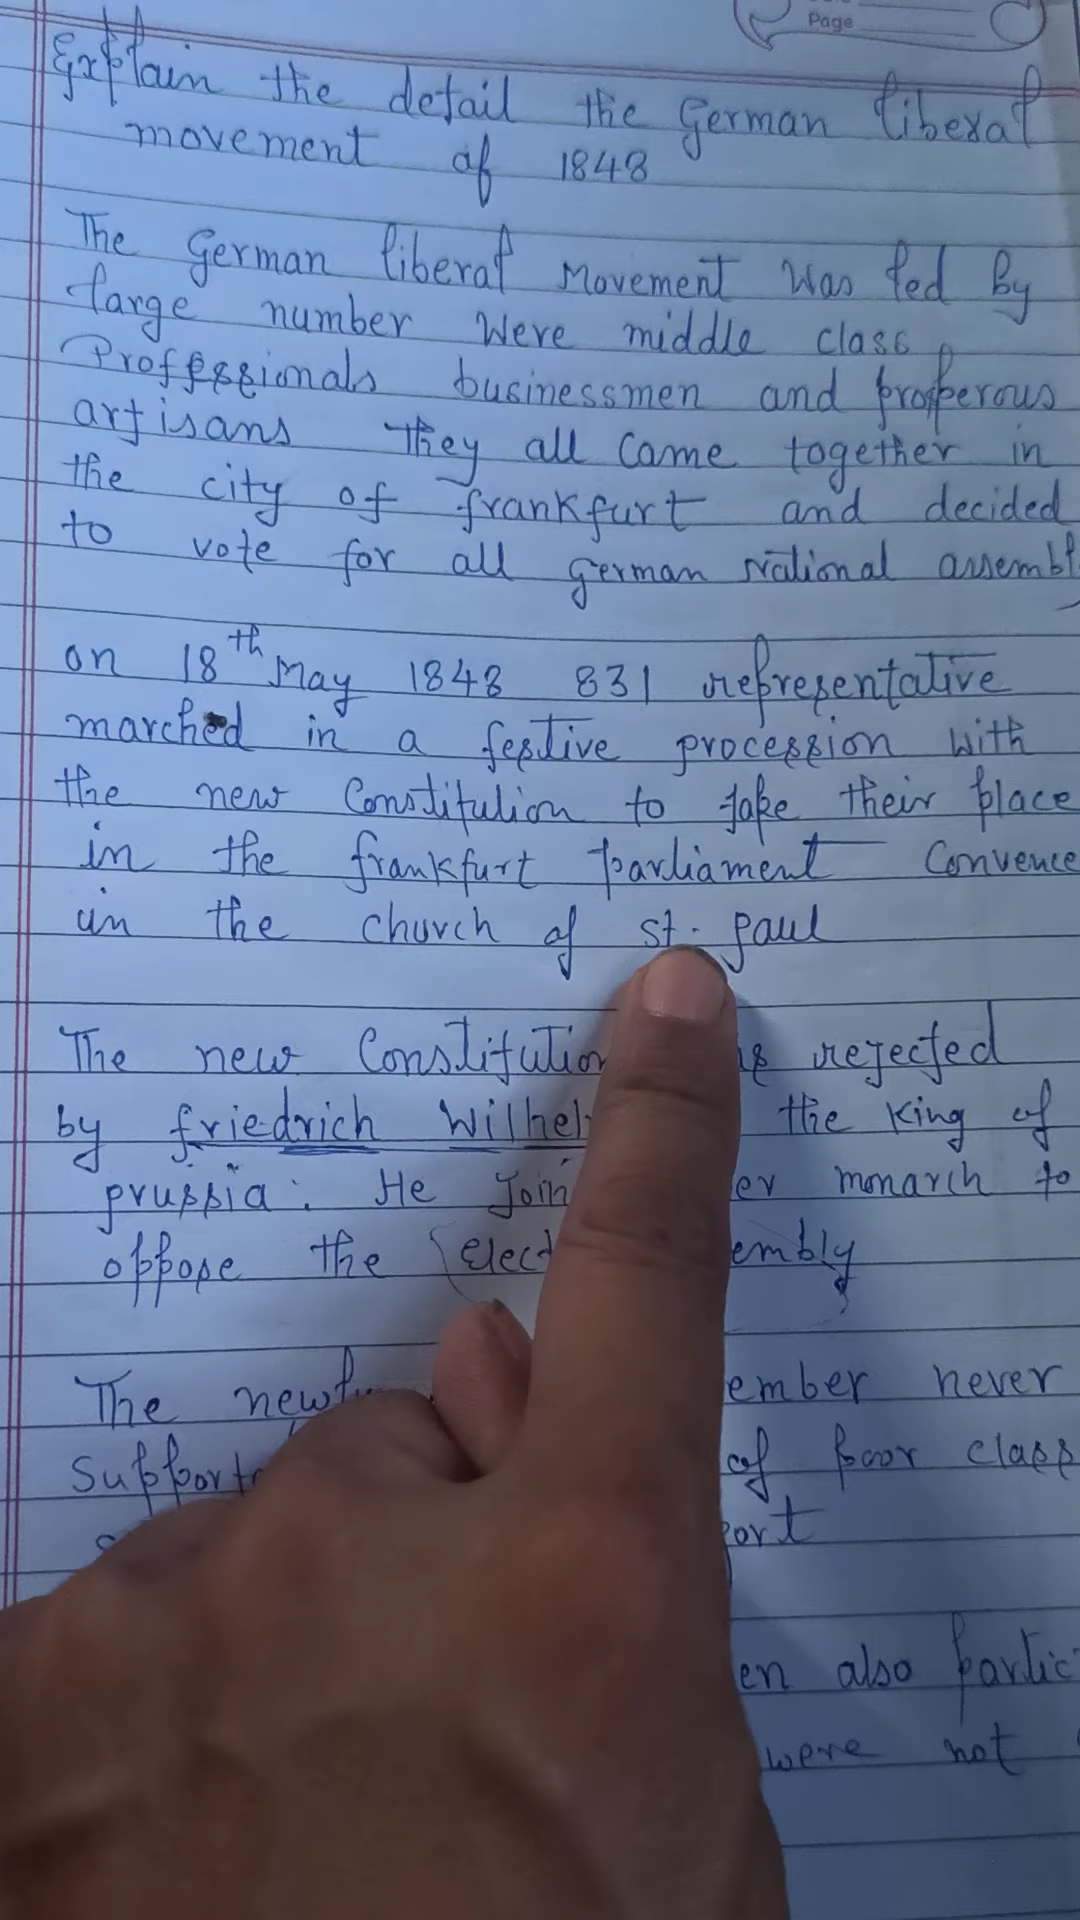 Page
Explain the detail the German liberal
movement of 1848
The German liberal Movement was led by
large number Were middle class
Professionals businessmen and prosperous
artisans They all came together in
the city of frankfurt and decided
to vote for all german National assembl
on 18th May 1848 831 representative
marched in a festive procession with
the new Constitution to take their place
in the frankfurt parliament Convence
in the church of st. paul
The new Constitution rejected
by friedrich Wilhel the King of
prussia. He Join er monarch to
oppose the elect embly
The newl ember never
Support of poor class
ort
en also partic
were not